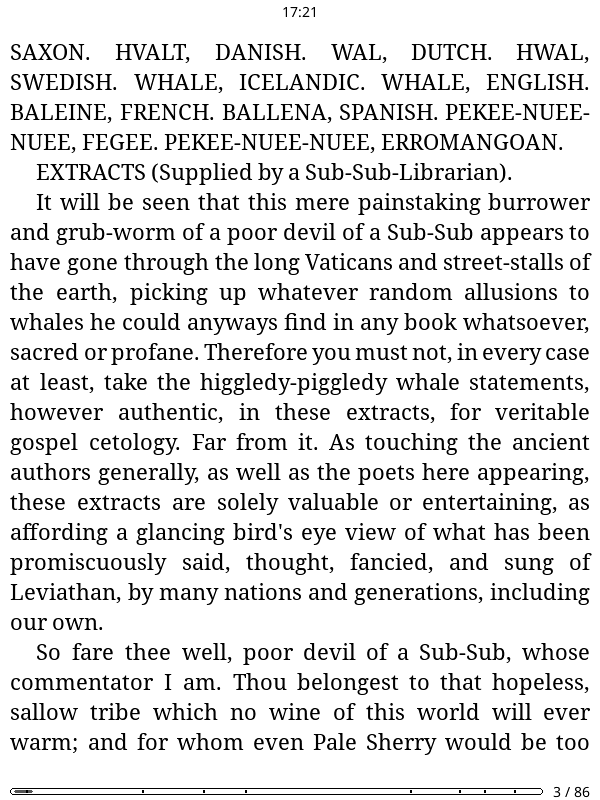 17:21
SAXON. HVALT, DANISH. WAL, DUTCH. HWAL,
SWEDISH. WHALE, ICELANDIC. WHALE, ENGLISH.
BALEINE, FRENCH. BALLENA, SPANISH. PEKEE-NUEE-
NUEE, FEGEE. PEKEE-NUEE-NUEE, ERROMANGOAN.
EXTRACTS (Supplied by a Sub-Sub-Librarian).
It will be seen that this mere painstaking burrower
and grub-worm of a poor devil of a Sub-Sub appears to
have gone through the long Vaticans and street-stalls of
the earth, picking up whatever random allusions to
whales he could anyways find in any book whatsoever,
sacred or profane. Therefore you must not, in every case
at least, take the higgledy-piggledy whale statements,
however authentic, in these extracts, for veritable
gospel cetology. Far from it. As touching the ancient
authors generally, as well as the poets here appearing,
these extracts are solely valuable or entertaining, as
affording a glancing bird's eye view of what has been
promiscuously said, thought, fancied, and sung of
Leviathan, by many nations and generations, including
our own.
So fare thee well, poor devil of a Sub-Sub, whose
commentator I am. Thou belongest to that hopeless,
sallow tribe which no wine of this world will ever
warm; and for whom even Pale Sherry would be too
3 / 86